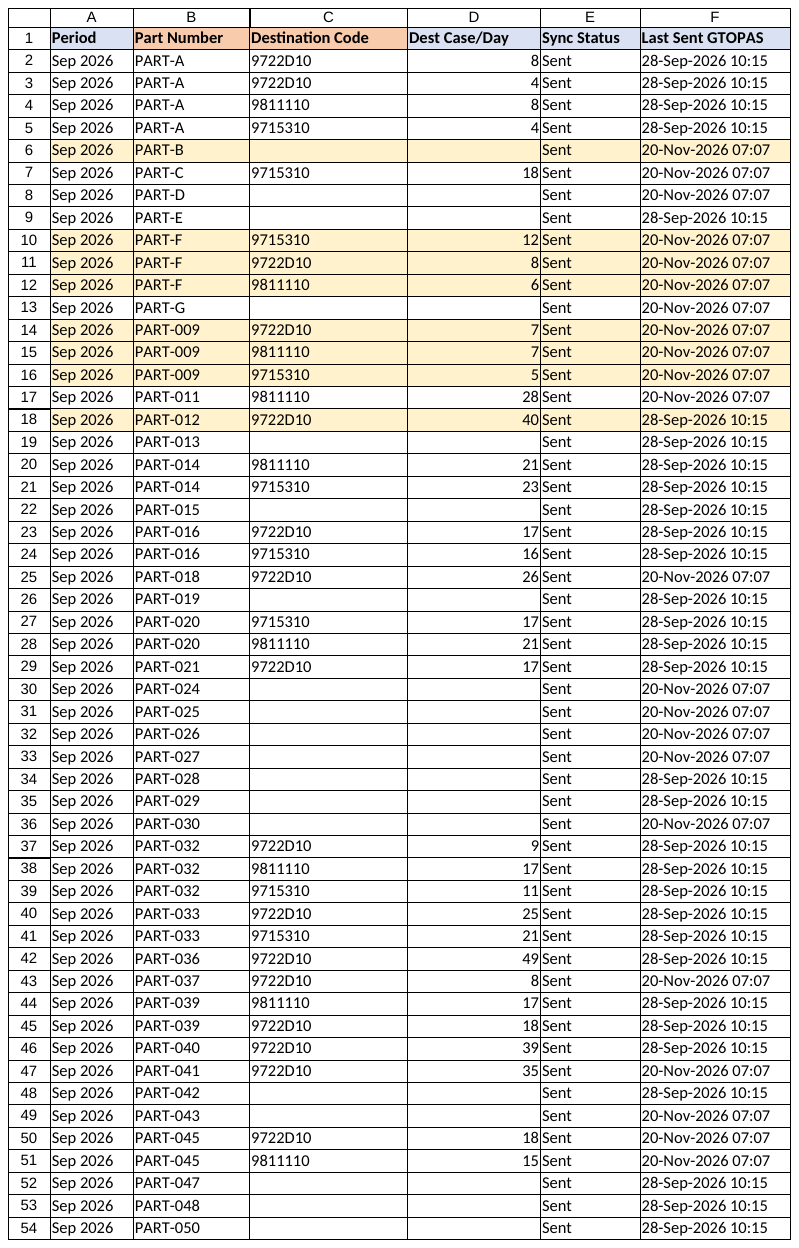 A B C D E F
1 Period Part Number Destination Code Dest Case/Day Sync Status Last Sent GTOPAS
2 Sep 2026 PART-A 9722D10 8 Sent 28-Sep-2026 10:15
3 Sep 2026 PART-A 9722D10 4 Sent 28-Sep-2026 10:15
4 Sep 2026 PART-A 9811110 8 Sent 28-Sep-2026 10:15
5 Sep 2026 PART-A 9715310 4 Sent 28-Sep-2026 10:15
6 Sep 2026 PART-B Sent 20-Nov-2026 07:07
7 Sep 2026 PART-C 9715310 18 Sent 20-Nov-2026 07:07
8 Sep 2026 PART-D Sent 20-Nov-2026 07:07
9 Sep 2026 PART-E Sent 28-Sep-2026 10:15
10 Sep 2026 PART-F 9715310 12 Sent 20-Nov-2026 07:07
11 Sep 2026 PART-F 9722D10 8 Sent 20-Nov-2026 07:07
12 Sep 2026 PART-F 9811110 6 Sent 20-Nov-2026 07:07
13 Sep 2026 PART-G Sent 20-Nov-2026 07:07
14 Sep 2026 PART-009 9722D10 7 Sent 20-Nov-2026 07:07
15 Sep 2026 PART-009 9811110 7 Sent 20-Nov-2026 07:07
16 Sep 2026 PART-009 9715310 5 Sent 20-Nov-2026 07:07
17 Sep 2026 PART-011 9811110 28 Sent 20-Nov-2026 07:07
18 Sep 2026 PART-012 9722D10 40 Sent 28-Sep-2026 10:15
19 Sep 2026 PART-013 Sent 28-Sep-2026 10:15
20 Sep 2026 PART-014 9811110 21 Sent 28-Sep-2026 10:15
21 Sep 2026 PART-014 9715310 23 Sent 28-Sep-2026 10:15
22 Sep 2026 PART-015 Sent 28-Sep-2026 10:15
23 Sep 2026 PART-016 9722D10 17 Sent 28-Sep-2026 10:15
24 Sep 2026 PART-016 9715310 16 Sent 28-Sep-2026 10:15
25 Sep 2026 PART-018 9722D10 26 Sent 20-Nov-2026 07:07
26 Sep 2026 PART-019 Sent 28-Sep-2026 10:15
27 Sep 2026 PART-020 9715310 17 Sent 28-Sep-2026 10:15
28 Sep 2026 PART-020 9811110 21 Sent 28-Sep-2026 10:15
29 Sep 2026 PART-021 9722D10 17 Sent 28-Sep-2026 10:15
30 Sep 2026 PART-024 Sent 20-Nov-2026 07:07
31 Sep 2026 PART-025 Sent 20-Nov-2026 07:07
32 Sep 2026 PART-026 Sent 20-Nov-2026 07:07
33 Sep 2026 PART-027 Sent 20-Nov-2026 07:07
34 Sep 2026 PART-028 Sent 28-Sep-2026 10:15
35 Sep 2026 PART-029 Sent 28-Sep-2026 10:15
36 Sep 2026 PART-030 Sent 20-Nov-2026 07:07
37 Sep 2026 PART-032 9722D10 9 Sent 28-Sep-2026 10:15
38 Sep 2026 PART-032 9811110 17 Sent 28-Sep-2026 10:15
39 Sep 2026 PART-032 9715310 11 Sent 28-Sep-2026 10:15
40 Sep 2026 PART-033 9722D10 25 Sent 28-Sep-2026 10:15
41 Sep 2026 PART-033 9715310 21 Sent 28-Sep-2026 10:15
42 Sep 2026 PART-036 9722D10 49 Sent 28-Sep-2026 10:15
43 Sep 2026 PART-037 9722D10 8 Sent 20-Nov-2026 07:07
44 Sep 2026 PART-039 9811110 17 Sent 28-Sep-2026 10:15
45 Sep 2026 PART-039 9722D10 18 Sent 28-Sep-2026 10:15
46 Sep 2026 PART-040 9722D10 39 Sent 28-Sep-2026 10:15
47 Sep 2026 PART-041 9722D10 35 Sent 20-Nov-2026 07:07
48 Sep 2026 PART-042 Sent 28-Sep-2026 10:15
49 Sep 2026 PART-043 Sent 20-Nov-2026 07:07
50 Sep 2026 PART-045 9722D10 18 Sent 20-Nov-2026 07:07
51 Sep 2026 PART-045 9811110 15 Sent 20-Nov-2026 07:07
52 Sep 2026 PART-047 Sent 28-Sep-2026 10:15
53 Sep 2026 PART-048 Sent 28-Sep-2026 10:15
54 Sep 2026 PART-050 Sent 28-Sep-2026 10:15